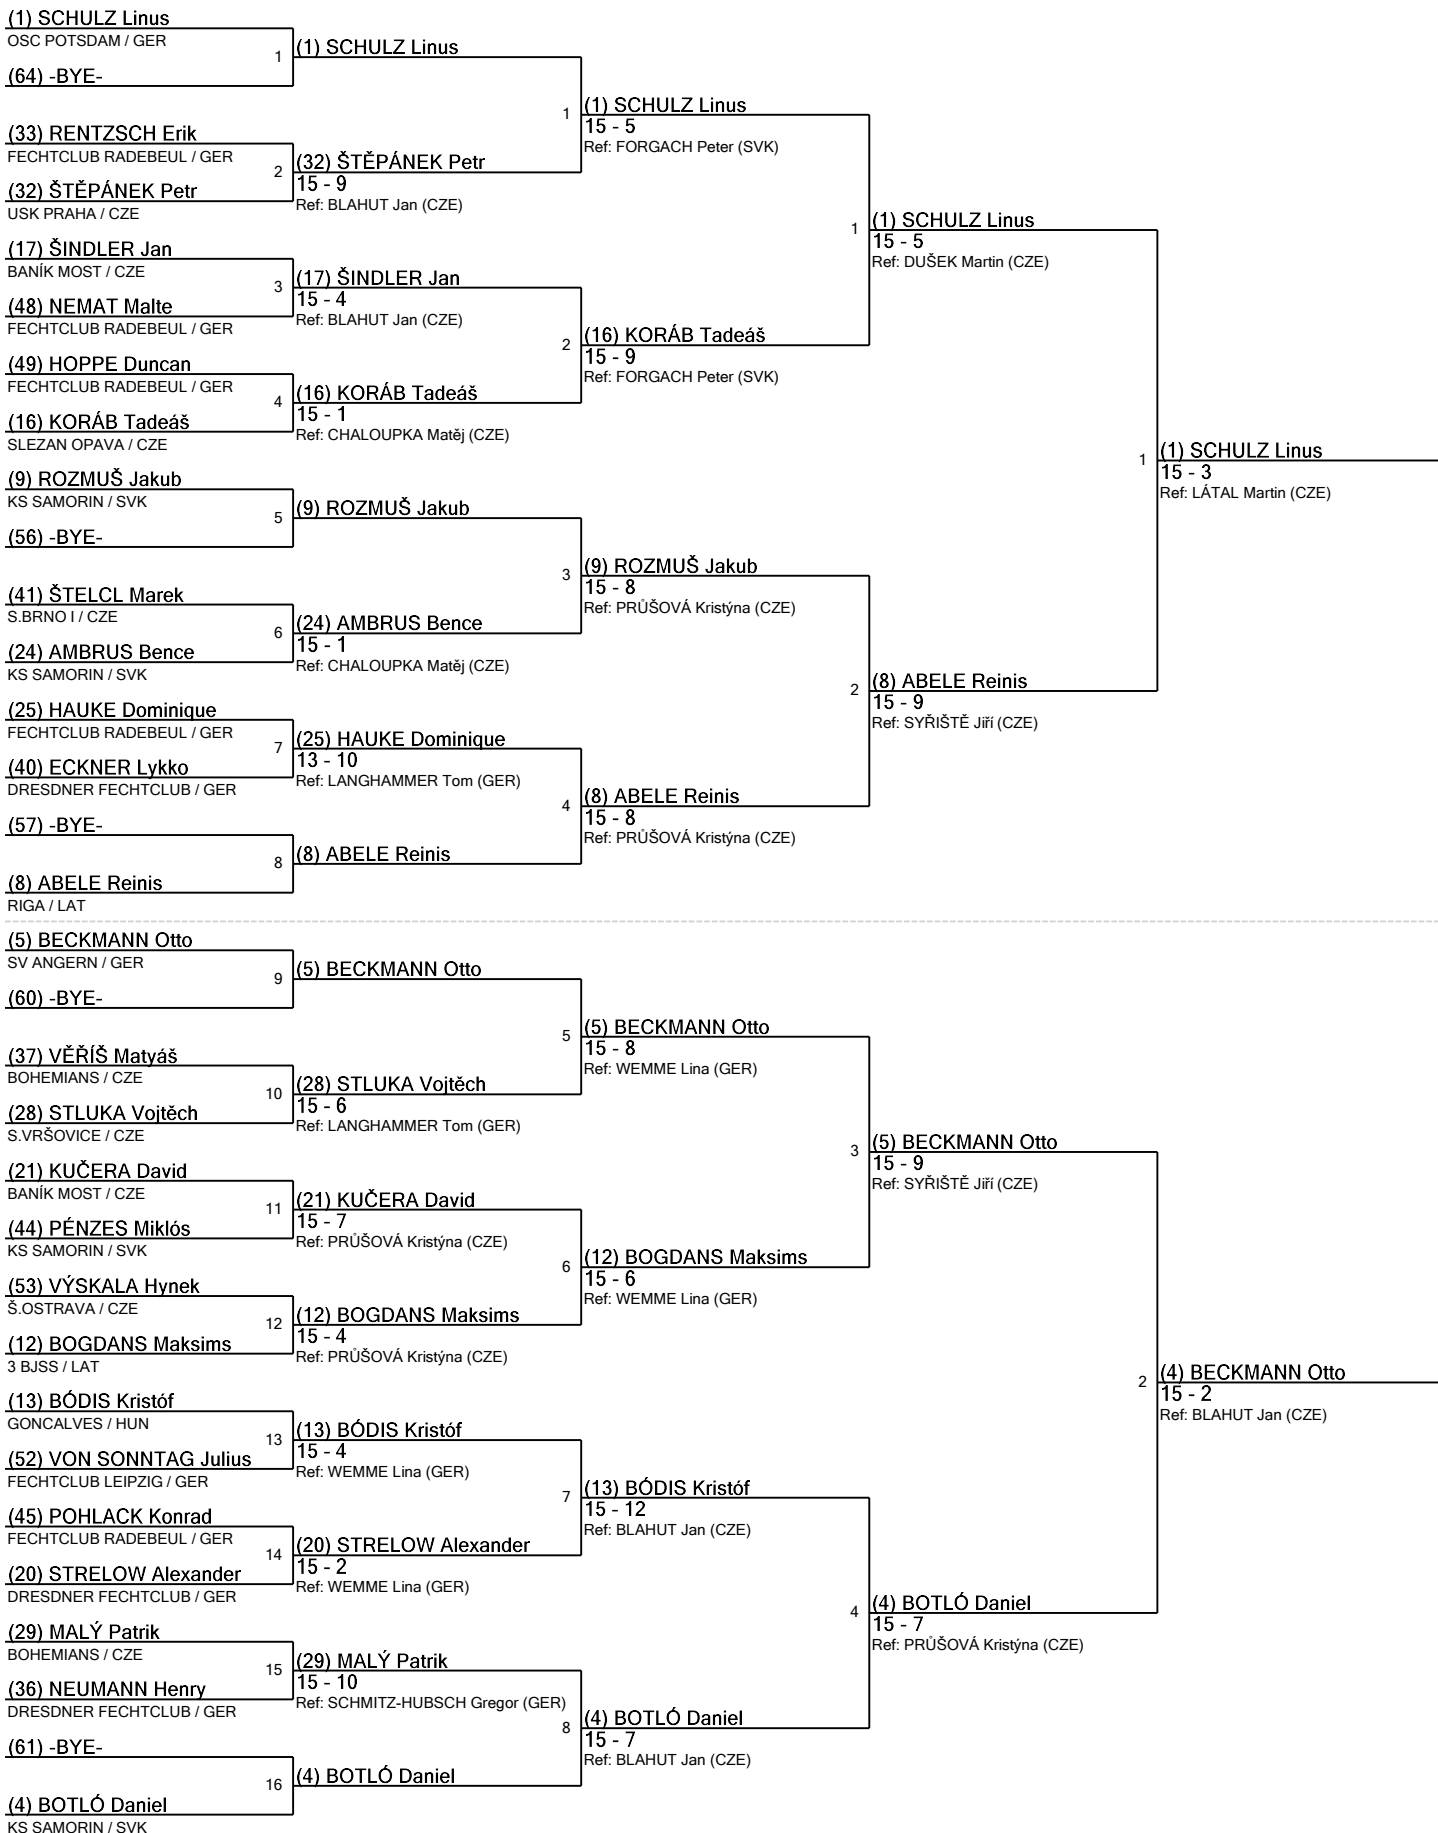 (1) SCHULZ Linus
OSC POTSDAM / GER
1
(64) -BYE-
(33) RENTZSCH Erik
FECHTCLUB RADEBEUL / GER
2
(32) ŠTĚPÁNEK Petr
USK PRAHA / CZE
(17) ŠINDLER Jan
BANÍK MOST / CZE
3
(48) NEMAT Malte
FECHTCLUB RADEBEUL / GER
(49) HOPPE Duncan
FECHTCLUB RADEBEUL / GER
4
(16) KORÁB Tadeáš
SLEZAN OPAVA / CZE
(9) ROZMUŠ Jakub
KS SAMORIN / SVK
5
(56) -BYE-
(41) ŠTELCL Marek
S.BRNO I / CZE
6
(24) AMBRUS Bence
KS SAMORIN / SVK
(25) HAUKE Dominique
FECHTCLUB RADEBEUL / GER
7
(40) ECKNER Lykko
DRESDNER FECHTCLUB / GER
(57) -BYE-
8
(8) ABELE Reinis
RIGA / LAT
(1) SCHULZ Linus
1
(32) ŠTĚPÁNEK Petr
15 - 9
Ref: BLAHUT Jan (CZE)
(17) ŠINDLER Jan
15 - 4
Ref: BLAHUT Jan (CZE)
2
(16) KORÁB Tadeáš
15 - 1
Ref: CHALOUPKA Matěj (CZE)
(9) ROZMUŠ Jakub
3
(24) AMBRUS Bence
15 - 1
Ref: CHALOUPKA Matěj (CZE)
(25) HAUKE Dominique
13 - 10
Ref: LANGHAMMER Tom (GER)
4
(8) ABELE Reinis
(1) SCHULZ Linus
15 - 5
Ref: FORGACH Peter (SVK)
1
(16) KORÁB Tadeáš
15 - 9
Ref: FORGACH Peter (SVK)
(9) ROZMUŠ Jakub
15 - 8
Ref: PRŮŠOVÁ Kristýna (CZE)
2
(8) ABELE Reinis
15 - 8
Ref: PRŮŠOVÁ Kristýna (CZE)
(1) SCHULZ Linus
15 - 5
Ref: DUŠEK Martin (CZE)
1
(8) ABELE Reinis
15 - 9
Ref: SYŘIŠTĚ Jiří (CZE)
(1) SCHULZ Linus
15 - 3
Ref: LÁTAL Martin (CZE)
(5) BECKMANN Otto
SV ANGERN / GER
9
(60) -BYE-
(37) VĚŘÍŠ Matyáš
BOHEMIANS / CZE
10
(28) STLUKA Vojtěch
S.VRŠOVICE / CZE
(21) KUČERA David
BANÍK MOST / CZE
11
(44) PÉNZES Miklós
KS SAMORIN / SVK
(53) VÝSKALA Hynek
Š.OSTRAVA / CZE
12
(12) BOGDANS Maksims
3 BJSS / LAT
(13) BÓDIS Kristóf
GONCALVES / HUN
13
(52) VON SONNTAG Julius
FECHTCLUB LEIPZIG / GER
(45) POHLACK Konrad
FECHTCLUB RADEBEUL / GER
14
(20) STRELOW Alexander
DRESDNER FECHTCLUB / GER
(29) MALÝ Patrik
BOHEMIANS / CZE
15
(36) NEUMANN Henry
DRESDNER FECHTCLUB / GER
(61) -BYE-
16
(4) BOTLÓ Daniel
KS SAMORIN / SVK
(5) BECKMANN Otto
5
(28) STLUKA Vojtěch
15 - 6
Ref: LANGHAMMER Tom (GER)
(21) KUČERA David
15 - 7
Ref: PRŮŠOVÁ Kristýna (CZE)
6
(12) BOGDANS Maksims
15 - 4
Ref: PRŮŠOVÁ Kristýna (CZE)
(13) BÓDIS Kristóf
15 - 4
Ref: WEMME Lina (GER)
7
(20) STRELOW Alexander
15 - 2
Ref: WEMME Lina (GER)
(29) MALÝ Patrik
15 - 10
Ref: SCHMITZ-HUBSCH Gregor (GER)
8
(4) BOTLÓ Daniel
(5) BECKMANN Otto
15 - 8
Ref: WEMME Lina (GER)
3
(12) BOGDANS Maksims
15 - 6
Ref: WEMME Lina (GER)
(13) BÓDIS Kristóf
15 - 12
Ref: BLAHUT Jan (CZE)
4
(4) BOTLÓ Daniel
15 - 7
Ref: BLAHUT Jan (CZE)
(5) BECKMANN Otto
15 - 9
Ref: SYŘIŠTĚ Jiří (CZE)
2
(4) BOTLÓ Daniel
15 - 7
Ref: PRŮŠOVÁ Kristýna (CZE)
(4) BECKMANN Otto
15 - 2
Ref: BLAHUT Jan (CZE)